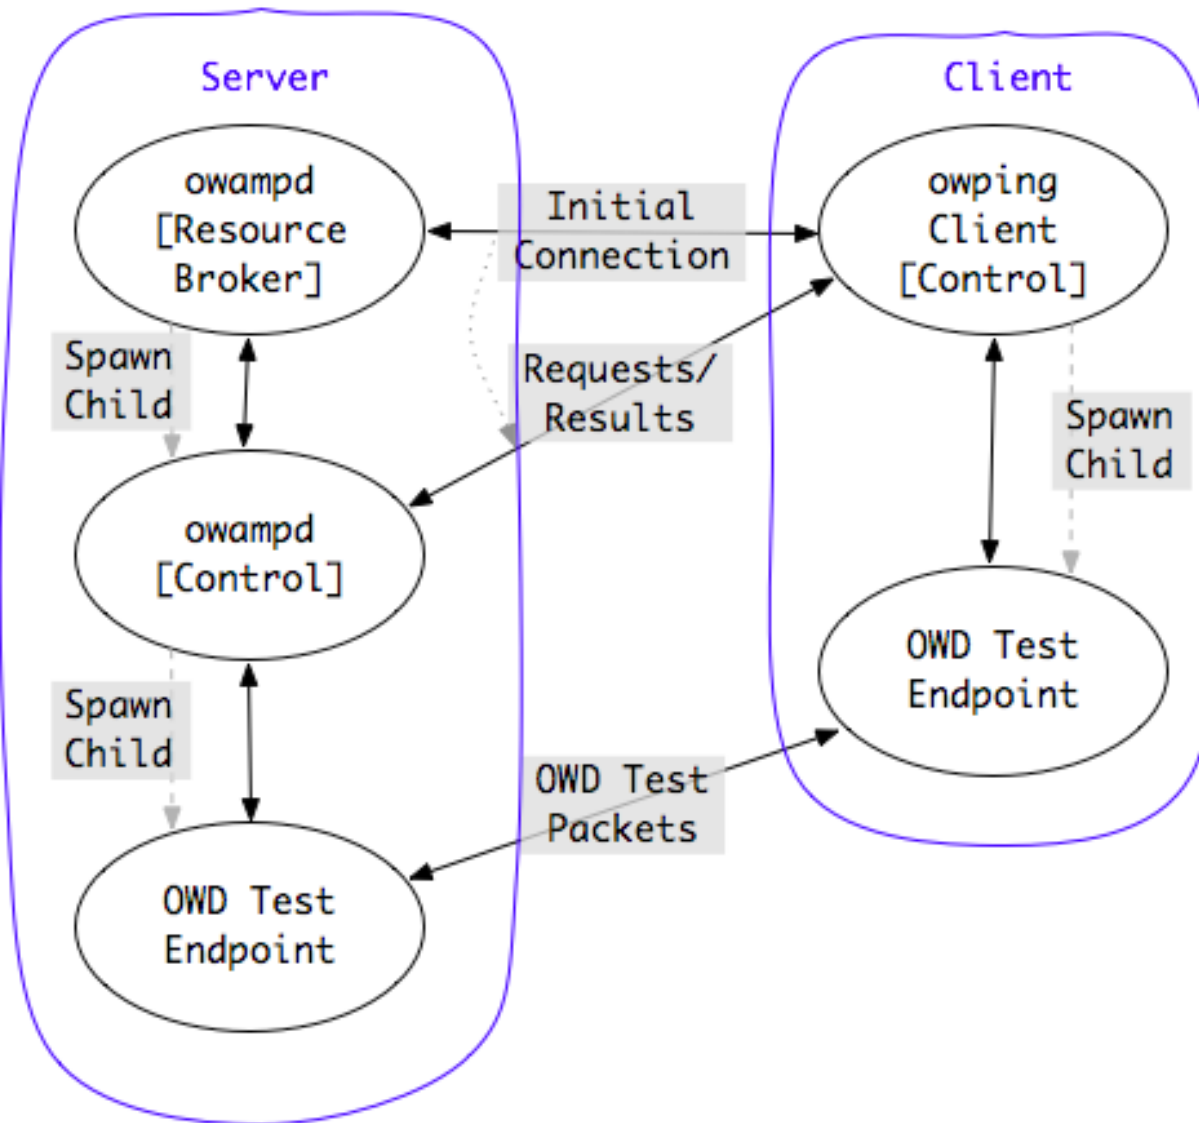 Server
Client
owampd
[Resource
Broker]
Initial
Connection
owping
Client
[Control]
Spawn
Child
Requests/
Results
Spawn
Child
owampd
[Control]
OWD Test
Endpoint
Spawn
Child
OWD Test
Packets
OWD Test
Endpoint